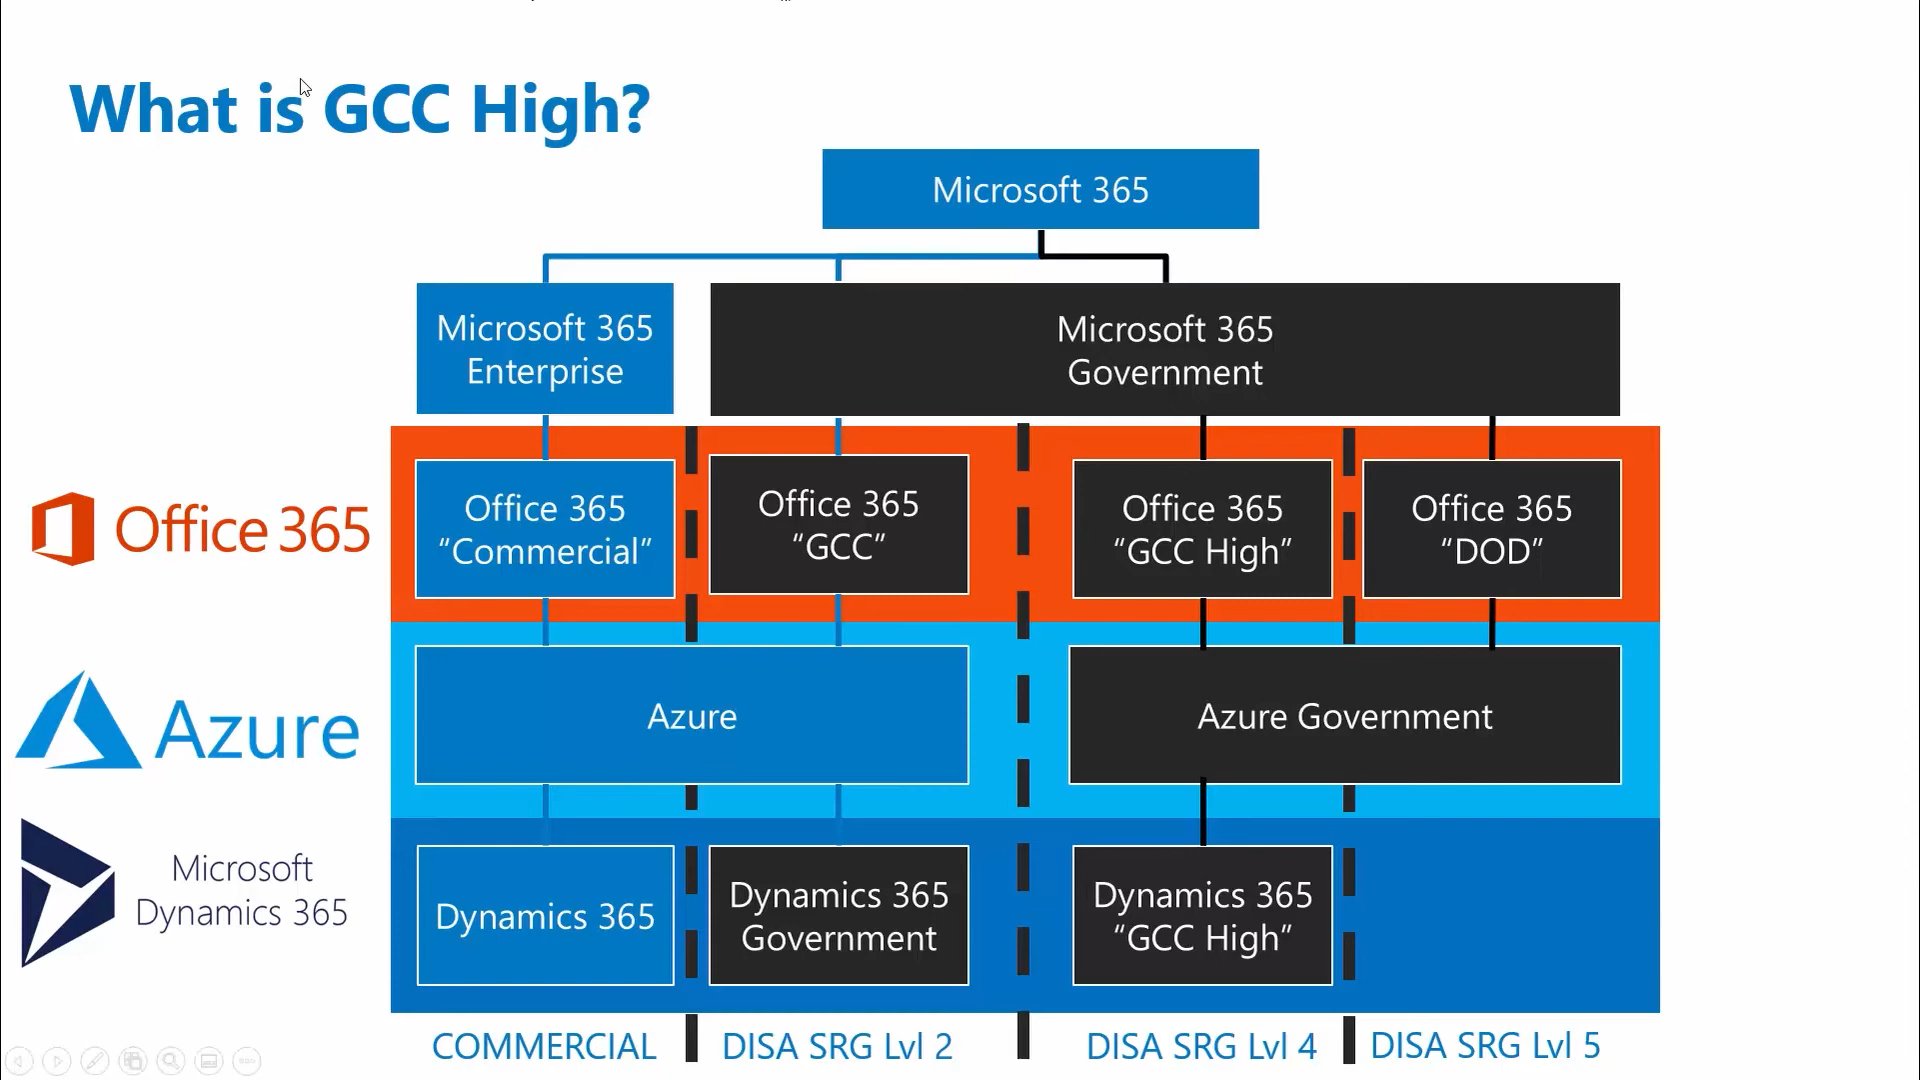 What is GCC High?
Microsoft 365
Microsoft 365
Enterprise
Microsoft 365
Government
Office 365
Office 365
“Commercial”
Office 365
“GCC”
Office 365
“GCC High”
Office 365
“DOD”
Azure
Azure
Azure Government
Microsoft
Dynamics 365
Dynamics 365
Dynamics 365
Government
Dynamics 365
“GCC High”
COMMERCIAL
DISA SRG Lvl 2
DISA SRG Lvl 4
DISA SRG Lvl 5